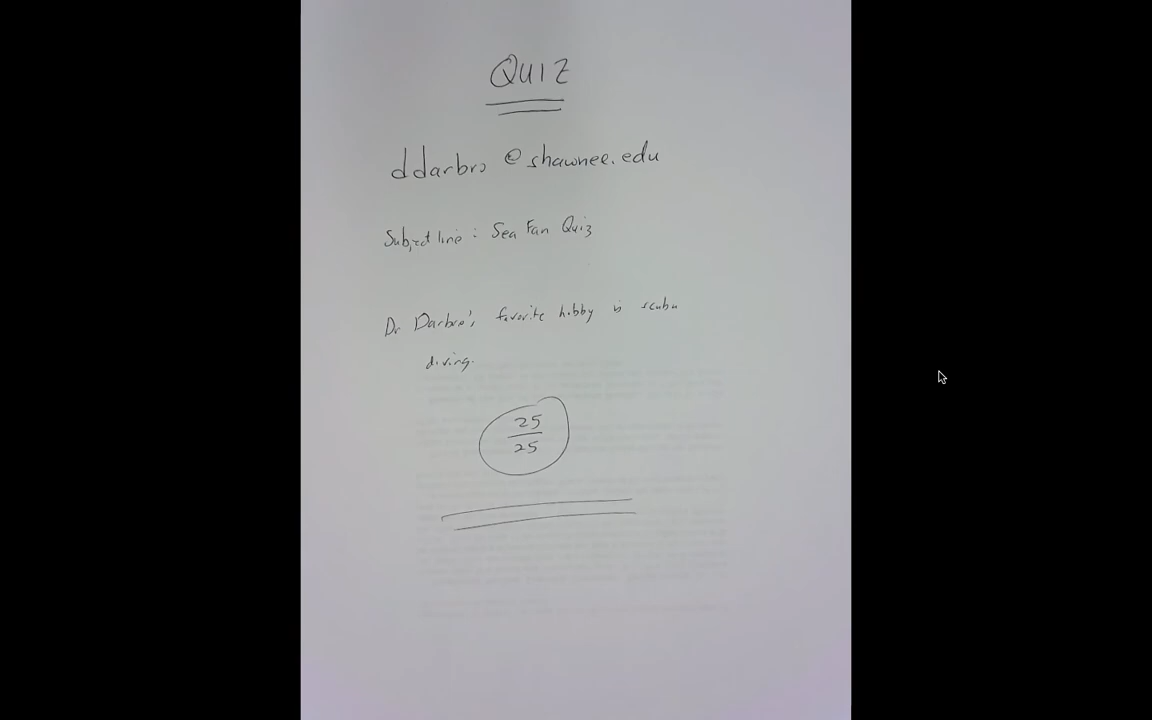 QUIZ
ddarbro @ shawnee.edu
Subject line : Sea Fan Quiz
Dr Darbro's favorite hobby is scuba
diving.
25
25